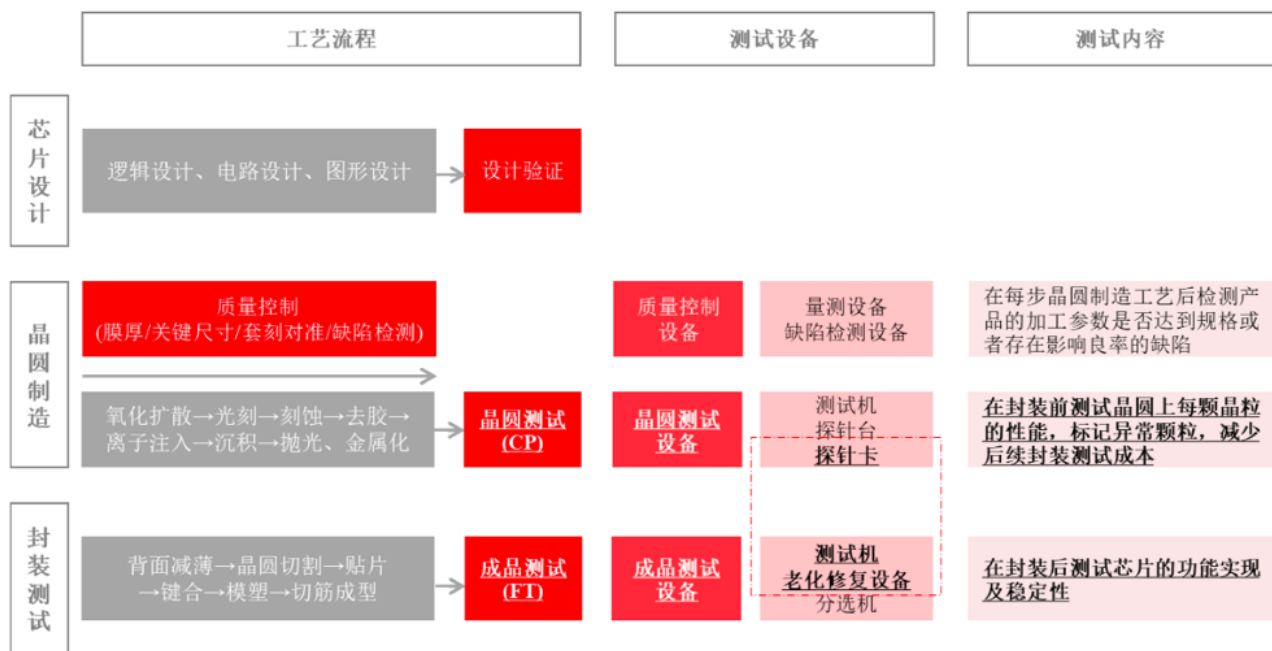 工艺流程
测试设备
测试内容
芯片设计
逻辑设计、电路设计、图形设计
设计验证
晶圆制造
质量控制
(膜厚/关键尺寸/套刻对准/缺陷检测)
质量控制
设备
量测设备
缺陷检测设备
在每步晶圆制造工艺后检测产
品的加工参数是否达到规格或
者存在影响良率的缺陷
氧化扩散→光刻→刻蚀→去胶→
离子注入→沉积→抛光、金属化
晶圆测试
(CP)
晶圆测试
设备
测试机
探针台
探针卡
在封装前测试晶圆上每颗晶粒
的性能，标记异常颗粒，减少
后续封装测试成本
封装测试
背面减薄→晶圆切割→贴片
→键合→模塑→切筋成型
成品测试
(FT)
成品测试
设备
测试机
老化修复设备
分选机
在封装后测试芯片的功能实现
及稳定性